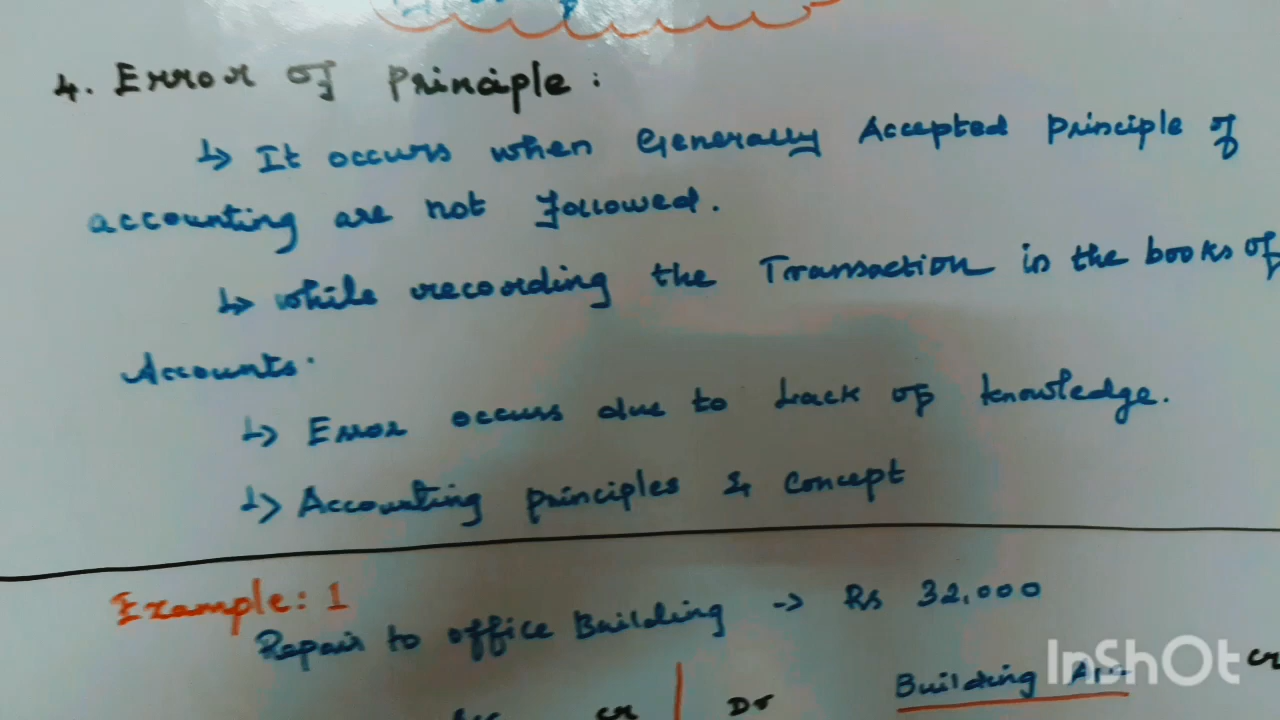 4. Error of Principle:
↳ It occurs when Generally Accepted Principle of
accounting are not followed.
↳ while recording the Transaction in the books of
Accounts.
↳ Error occurs due to Lack of knowledge.
↳ Accounting principles & Concept
Example: 1
Repair to office Building -> Rs 32,000
InShOt
Building A/c cr
cr Dr